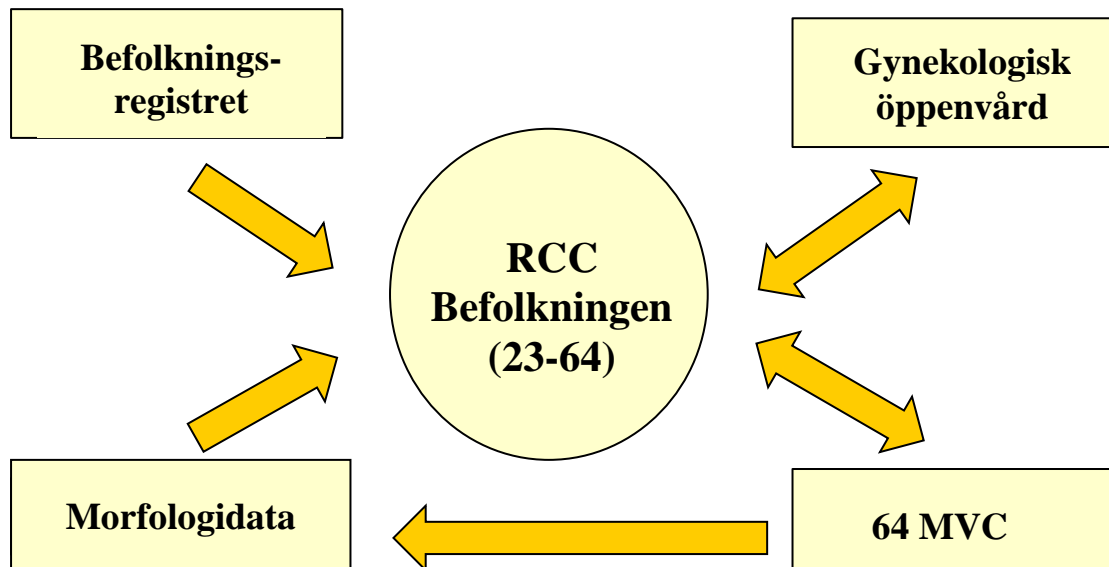 Befolknings-
registret
Gynekologisk
öppenvård
RCC
Befolkningen
(23-64)
Morfologidata
64 MVC